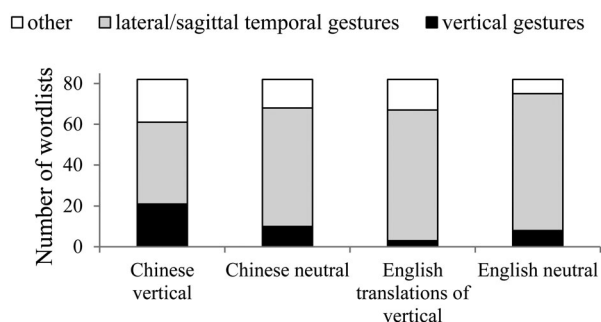 other lateral/sagittal temporal gestures vertical gestures
Number of wordlists
80
60
40
20
0
Chinese vertical
Chinese neutral
English translations of vertical
English neutral